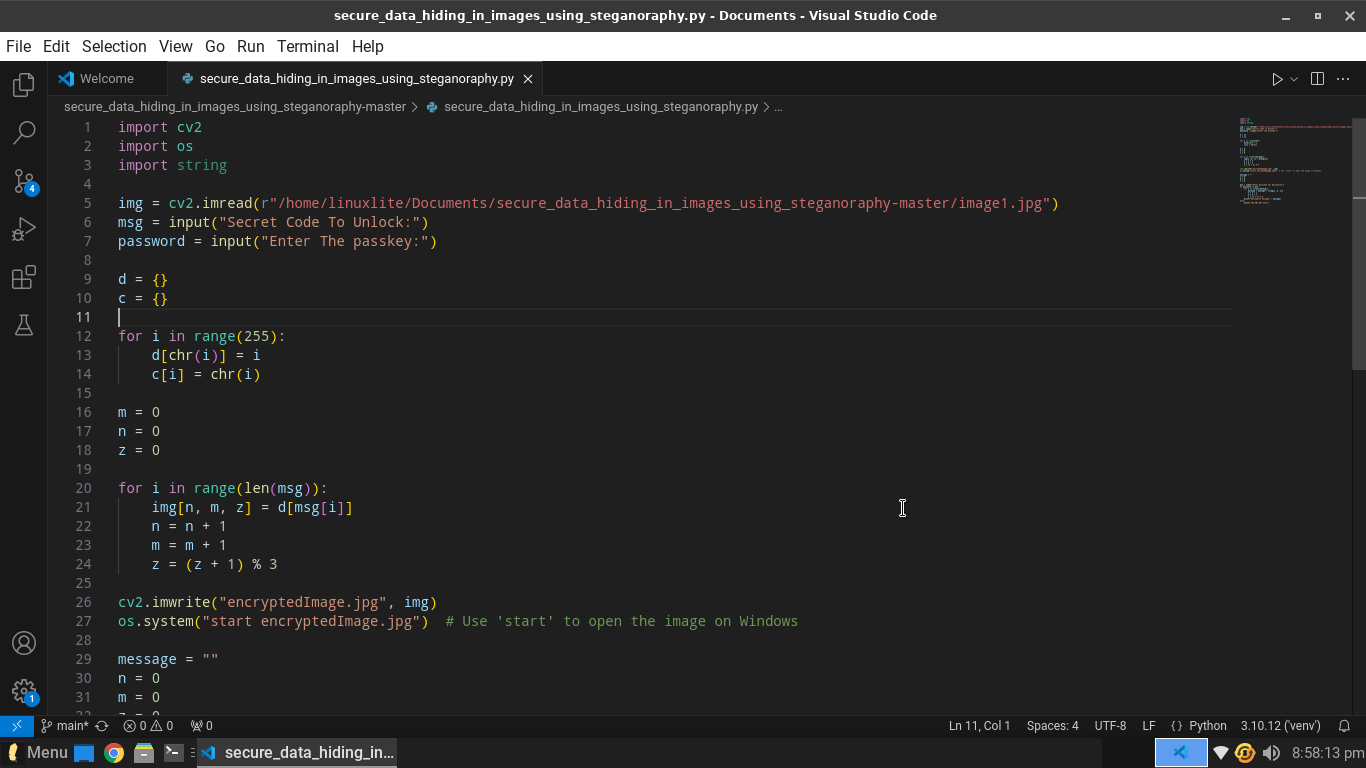 secure_data_hiding_in_images_using_steganoraphy.py - Documents - Visual Studio Code
File Edit Selection View Go Run Terminal Help
Welcome secure_data_hiding_in_images_using_steganoraphy.py
secure_data_hiding_in_images_using_steganoraphy-master > secure_data_hiding_in_images_using_steganoraphy.py > ...
1 import cv2
2 import os
3 import string
4
5 img = cv2.imread(r"/home/linuxlite/Documents/secure_data_hiding_in_images_using_steganoraphy-master/image1.jpg")
6 msg = input("Secret Code To Unlock:")
7 password = input("Enter The passkey:")
8
9 d = {}
10 c = {}
11
12 for i in range(255):
13     d[chr(i)] = i
14     c[i] = chr(i)
15
16 m = 0
17 n = 0
18 z = 0
19
20 for i in range(len(msg)):
21     img[n, m, z] = d[msg[i]]
22     n = n + 1
23     m = m + 1
24     z = (z + 1) % 3
25
26 cv2.imwrite("encryptedImage.jpg", img)
27 os.system("start encryptedImage.jpg")  # Use 'start' to open the image on Windows
28
29 message = ""
30 n = 0
31 m = 0
4
1
main* 0 0 0 Ln 11, Col 1 Spaces: 4 UTF-8 LF {} Python 3.10.12 ('venv')
Menu secure_data_hiding_in... 8:58:13 pm